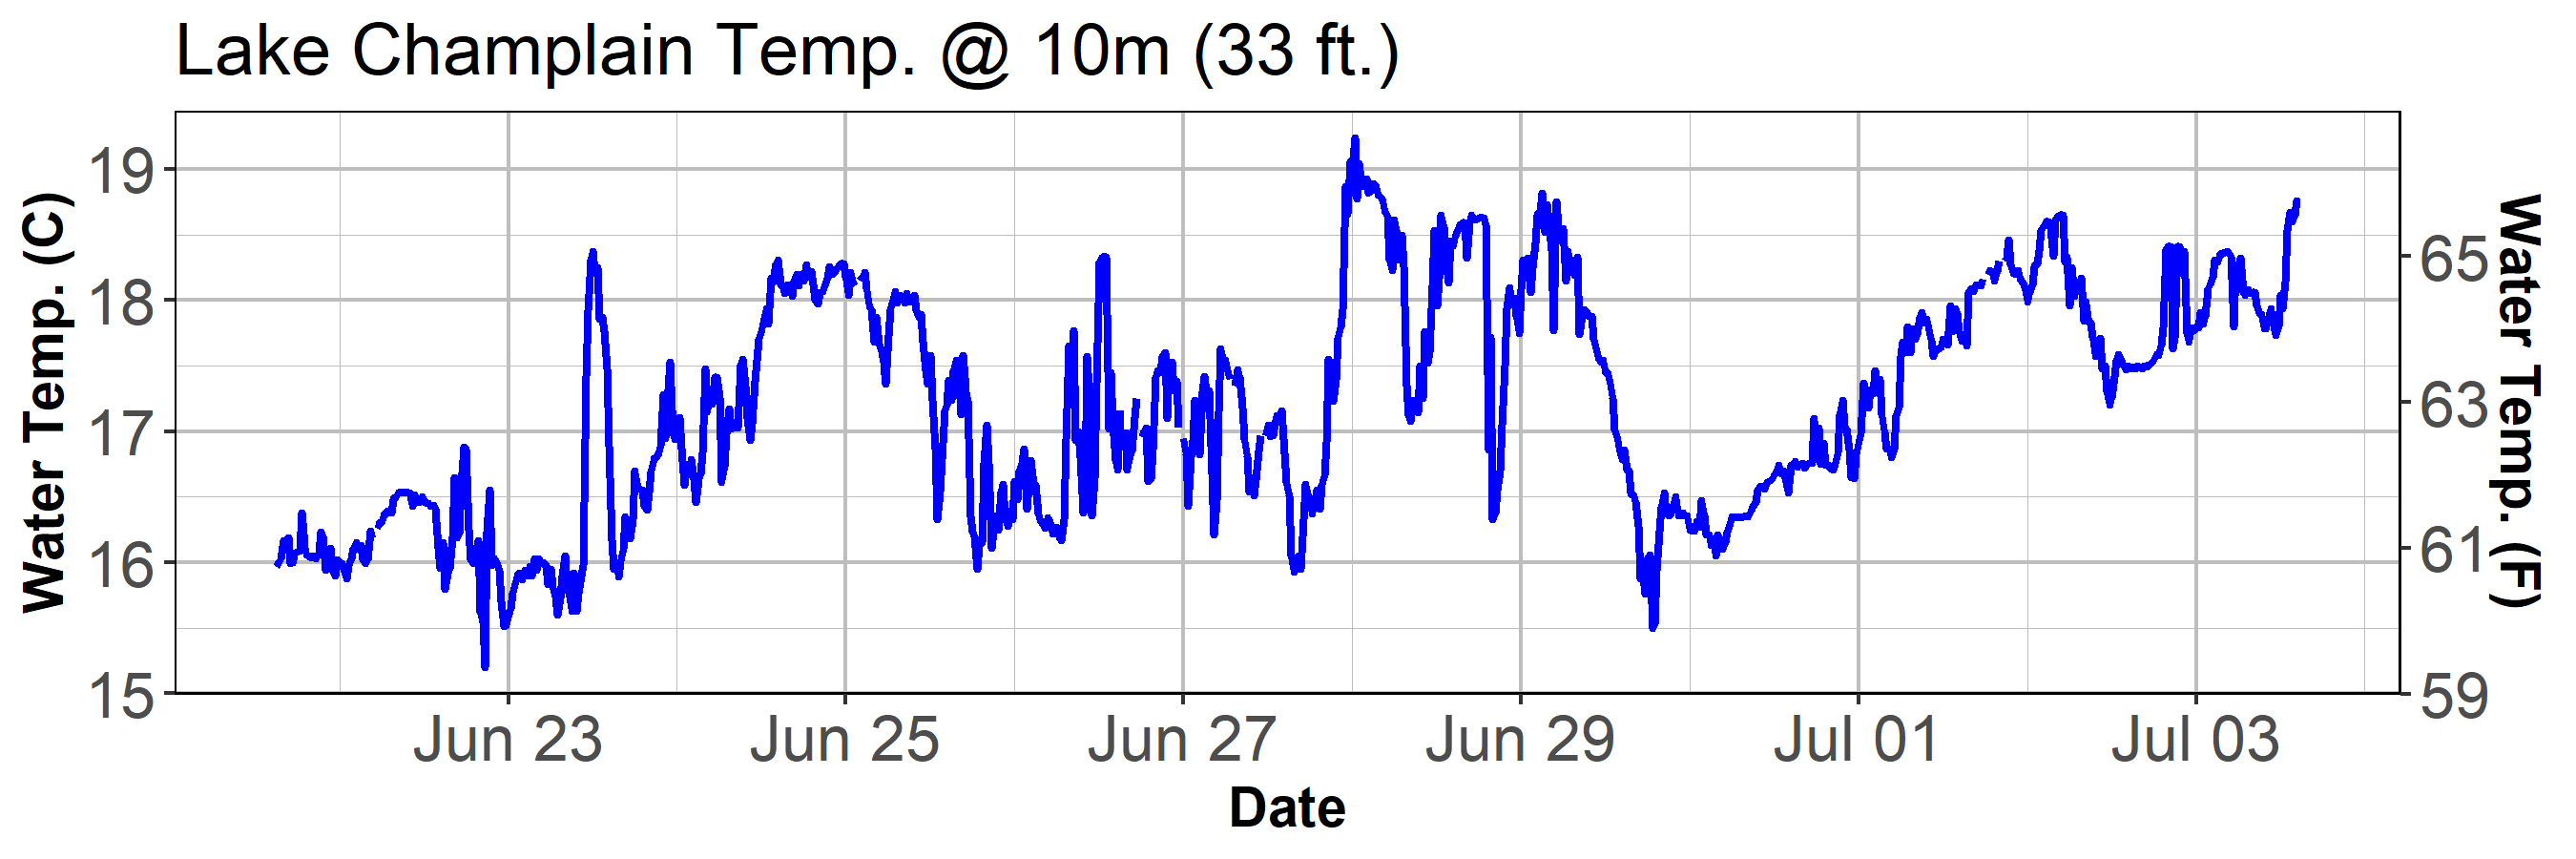 Lake Champlain Temp. @ 10m (33 ft.)
Water Temp. (C)
19
18
17
16
15
Water Temp. (F)
65
63
61
59
Jun 23 Jun 25 Jun 27 Jun 29 Jul 01 Jul 03
Date